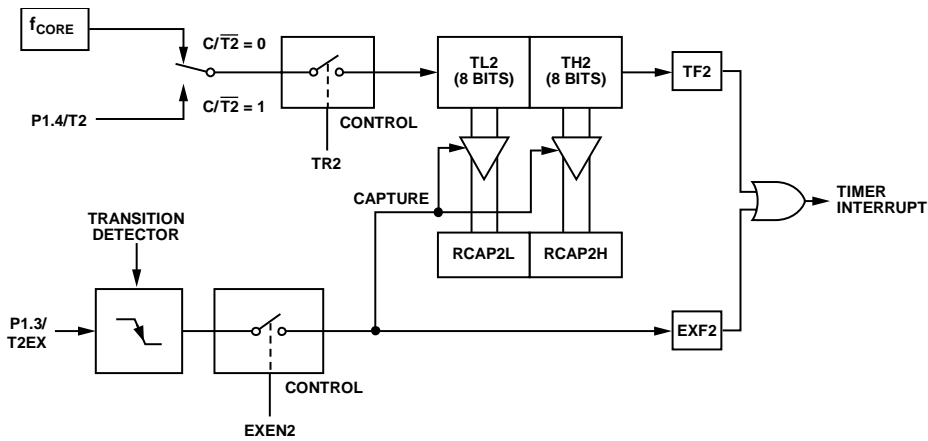 fCORE
C/T2 = 0
C/T2 = 1
P1.4/T2
CONTROL
TR2
TL2
(8 BITS)
TH2
(8 BITS)
TF2
CAPTURE
TIMER
INTERRUPT
TRANSITION
DETECTOR
RCAP2L
RCAP2H
P1.3/
T2EX
EXF2
CONTROL
EXEN2